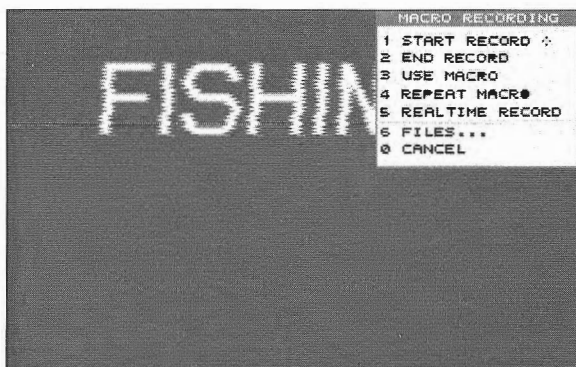 MACRO RECORDING
1 START RECORD
2 END RECORD
3 USE MACRO
4 REPEAT MACRO
5 REALTIME RECORD
6 FILES...
0 CANCEL
FISHIN